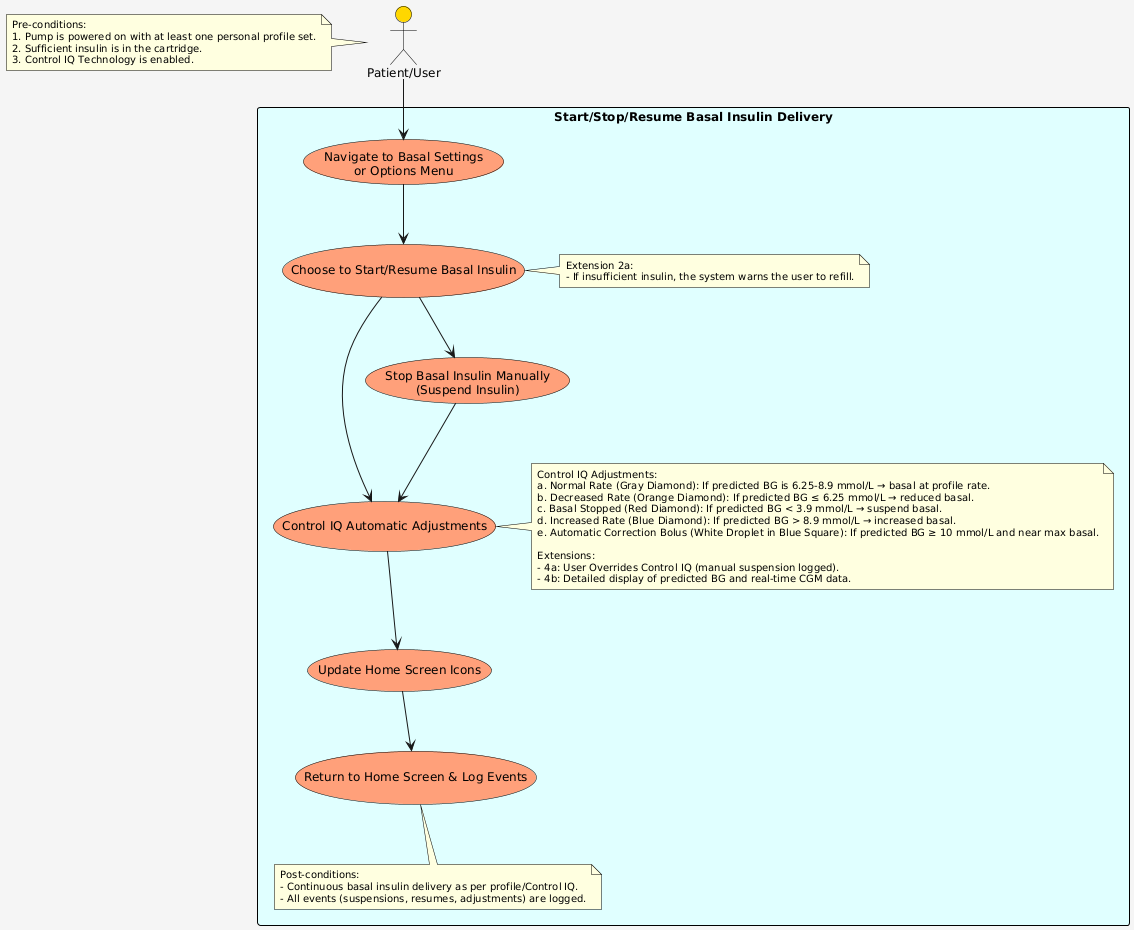 Pre-conditions:
1. Pump is powered on with at least one personal profile set.
2. Sufficient insulin is in the cartridge.
3. Control IQ Technology is enabled.
Patient/User
Start/Stop/Resume Basal Insulin Delivery
Navigate to Basal Settings
or Options Menu
Choose to Start/Resume Basal Insulin
Extension 2a:
- If insufficient insulin, the system warns the user to refill.
Stop Basal Insulin Manually
(Suspend Insulin)
Control IQ Automatic Adjustments
Control IQ Adjustments:
a. Normal Rate (Gray Diamond): If predicted BG is 6.25-8.9 mmol/L → basal at profile rate.
b. Decreased Rate (Orange Diamond): If predicted BG ≤ 6.25 mmol/L → reduced basal.
c. Basal Stopped (Red Diamond): If predicted BG < 3.9 mmol/L → suspend basal.
d. Increased Rate (Blue Diamond): If predicted BG > 8.9 mmol/L → increased basal.
e. Automatic Correction Bolus (White Droplet in Blue Square): If predicted BG ≥ 10 mmol/L and near max basal.
Extensions:
- 4a: User Overrides Control IQ (manual suspension logged).
- 4b: Detailed display of predicted BG and real-time CGM data.
Update Home Screen Icons
Return to Home Screen & Log Events
Post-conditions:
- Continuous basal insulin delivery as per profile/Control IQ.
- All events (suspensions, resumes, adjustments) are logged.